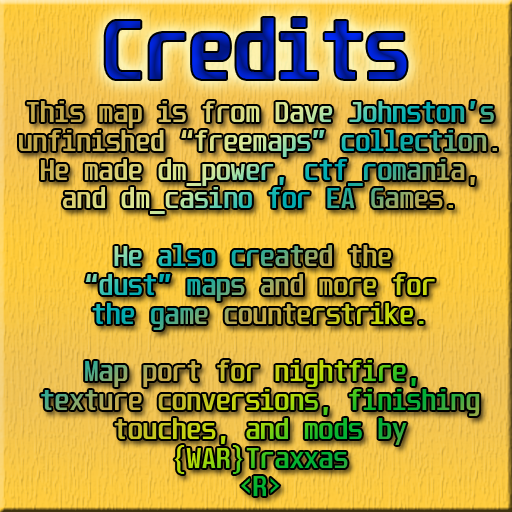 Credits
This map is from Dave Johnston's
unfinished “freemaps” collection.
He made dm_power, ctf_romania,
and dm_casino for EA Games.
He also created the
“dust” maps and more for
the game counterstrike.
Map port for nightfire,
texture conversions, finishing
touches, and mods by
{WAR}Traxxas
<R>